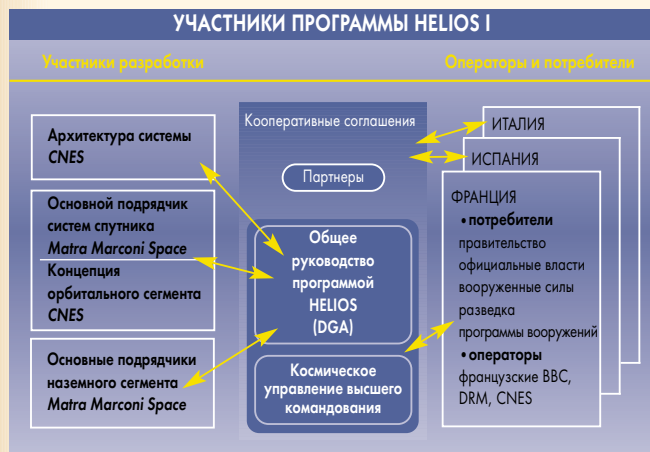 УЧАСТНИКИ ПРОГРАММЫ HELIOS I
Участники разработки
Операторы и потребители
Архитектура системы
CNES
Основной подрядчик
систем спутника
Matra Marconi Space
Концепция
орбитального сегмента
CNES
Основные подрядчики
наземного сегмента
Matra Marconi Space
Кооперативные соглашения
Партнеры
Общее
руководство
программой
HELIOS
(DGA)
Космическое
управление высшего
командования
ИТАЛИЯ
ИСПАНИЯ
ФРАНЦИЯ
• потребители
правительство
официальные власти
вооруженные силы
разведка
программы вооружений
• операторы
французские ВВС,
DRM, CNES